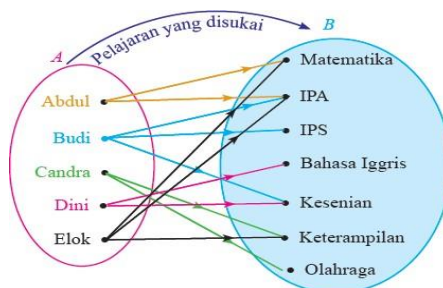 Pelajaran yang disukai
A
B
Abdul
Budi
Candra
Dini
Elok
Matematika
IPA
IPS
Bahasa Iggris
Kesenian
Keterampilan
Olahraga